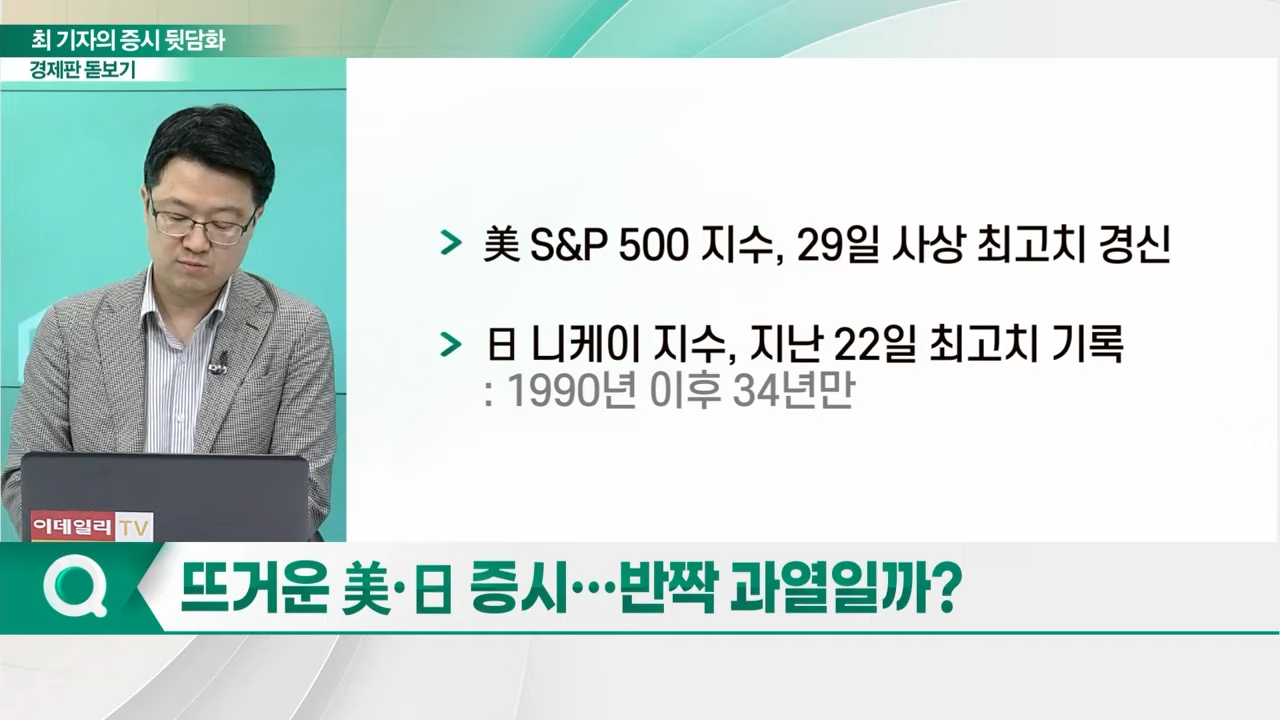 최 기자의 증시 뒷담화
경제판 돋보기
> 美 S&P 500 지수, 29일 사상 최고치 경신
> 日 니케이 지수, 지난 22일 최고치 기록
: 1990년 이후 34년만
이데일리 TV
Q 뜨거운 美·日 증시…반짝 과열일까?